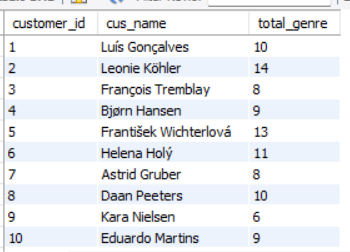 customer_id cus_name total_genre
1 Luís Gonçalves 10
2 Leonie Köhler 14
3 François Tremblay 8
4 Bjørn Hansen 9
5 František Wichterlová 13
6 Helena Holý 11
7 Astrid Gruber 8
8 Daan Peeters 10
9 Kara Nielsen 6
10 Eduardo Martins 9